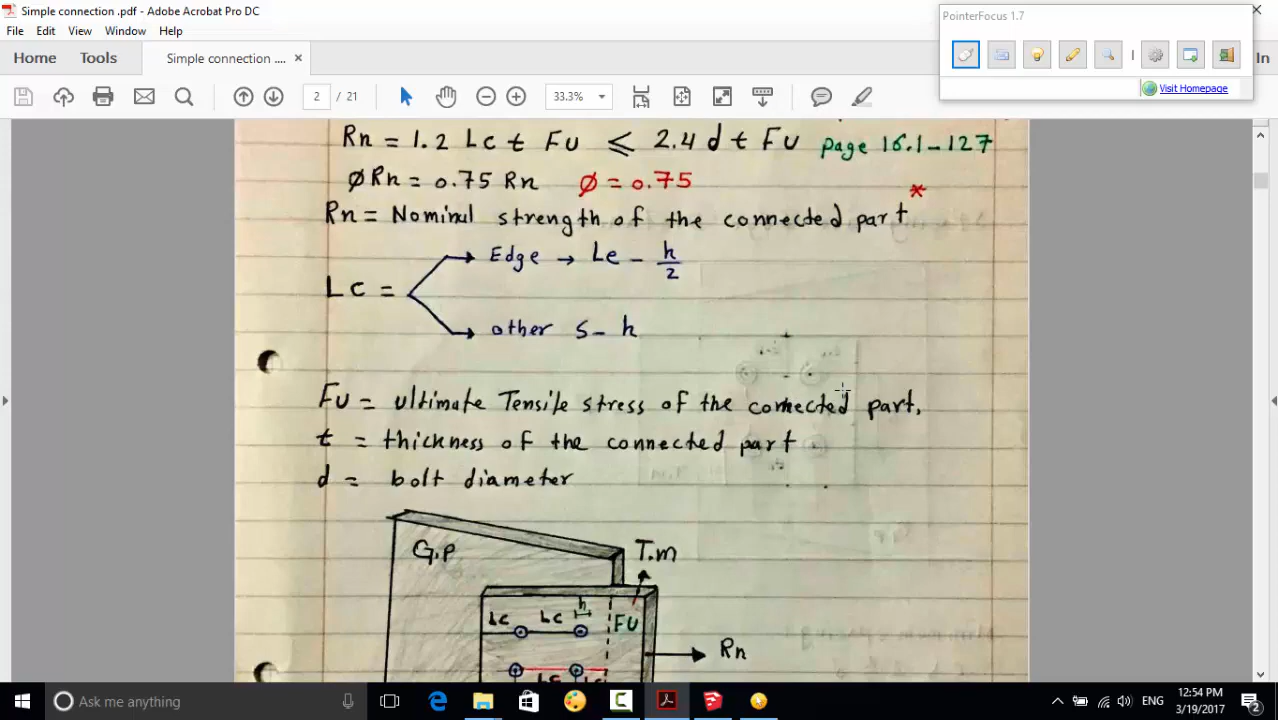 Simple connection .pdf - Adobe Acrobat Pro DC
PointerFocus 1.7
File Edit View Window Help
Home Tools Simple connection .... × In
2 / 21 33.3%
Visit Homepage
Rn = 1.2 Lc t Fu ≤ 2.4 d t Fu page 16.1-127
ØRn = 0.75 Rn Ø = 0.75
Rn = Nominal strength of the connected part *
Lc =
Edge → Le - h/2
other s - h
Fu = ultimate Tensile stress of the connected part.
t = thickness of the connected part
d = bolt diameter
G.P
T.m
h
Lc Lc
Fu
Rn
Lc Lc
Ask me anything
ENG
12:54 PM
3/19/2017
2